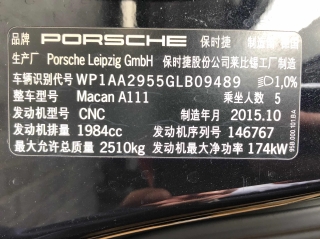 品牌 PORSCHE 保时捷 制造国
Porsche Leipzig GmbH 保时捷股份公司莱比锡工厂制造
车辆识别代号 WP1AA2955GLB09489 1,0%
整车型号 Macan A111 乘坐人数 5
发动机型号 CNC 制造年月 2015.10
发动机排量 1984cc 发动机序列号 146767
最大允许总质量 2510kg 发动机最大净功率 174kW